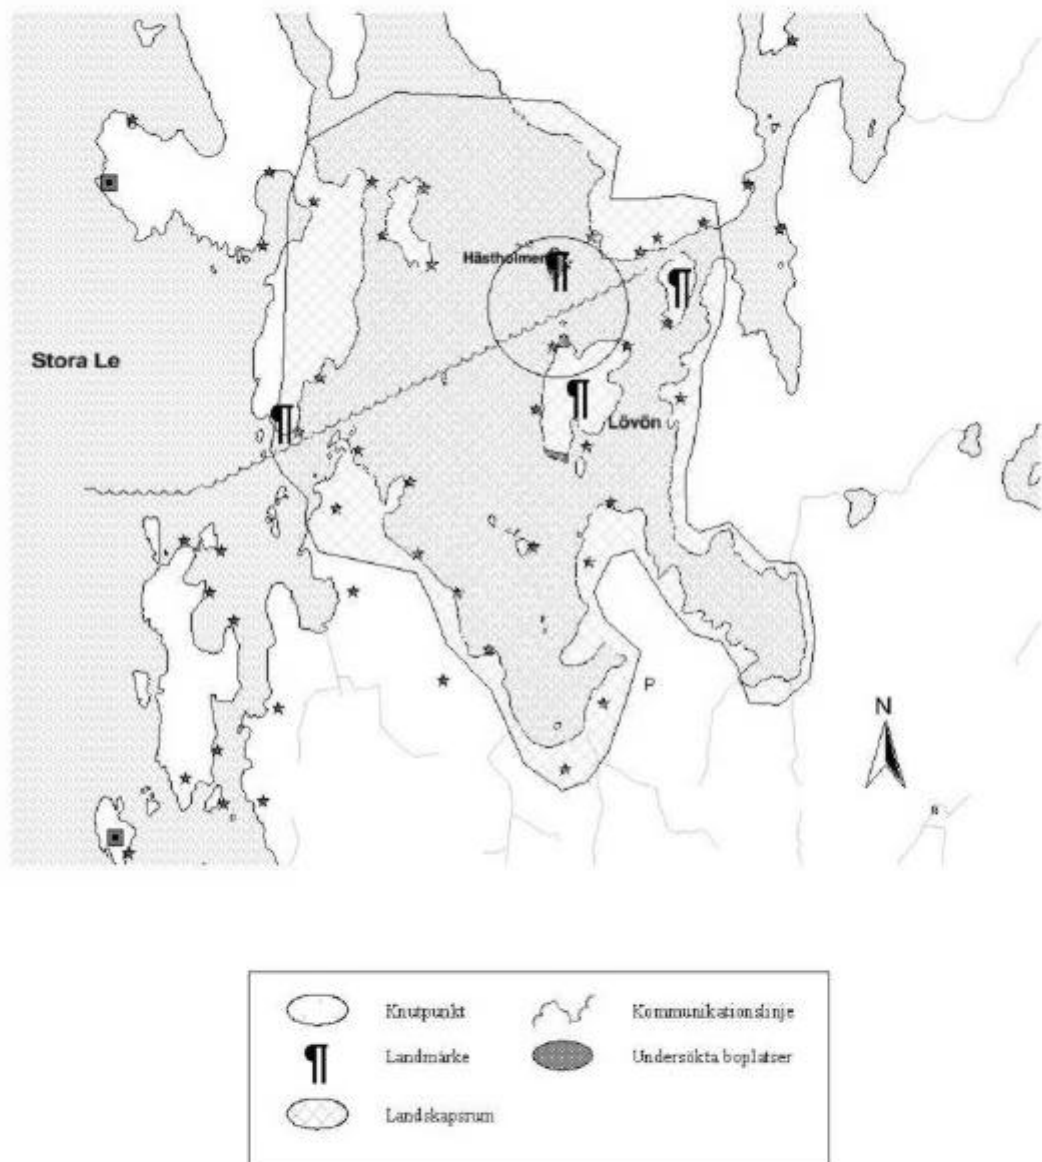 Hästholmen
Stora Le
Lövön
P
N
R
Knutpunkt
Kommunikationslinje
Landmärke
Undersökta boplatser
Landskapsrum